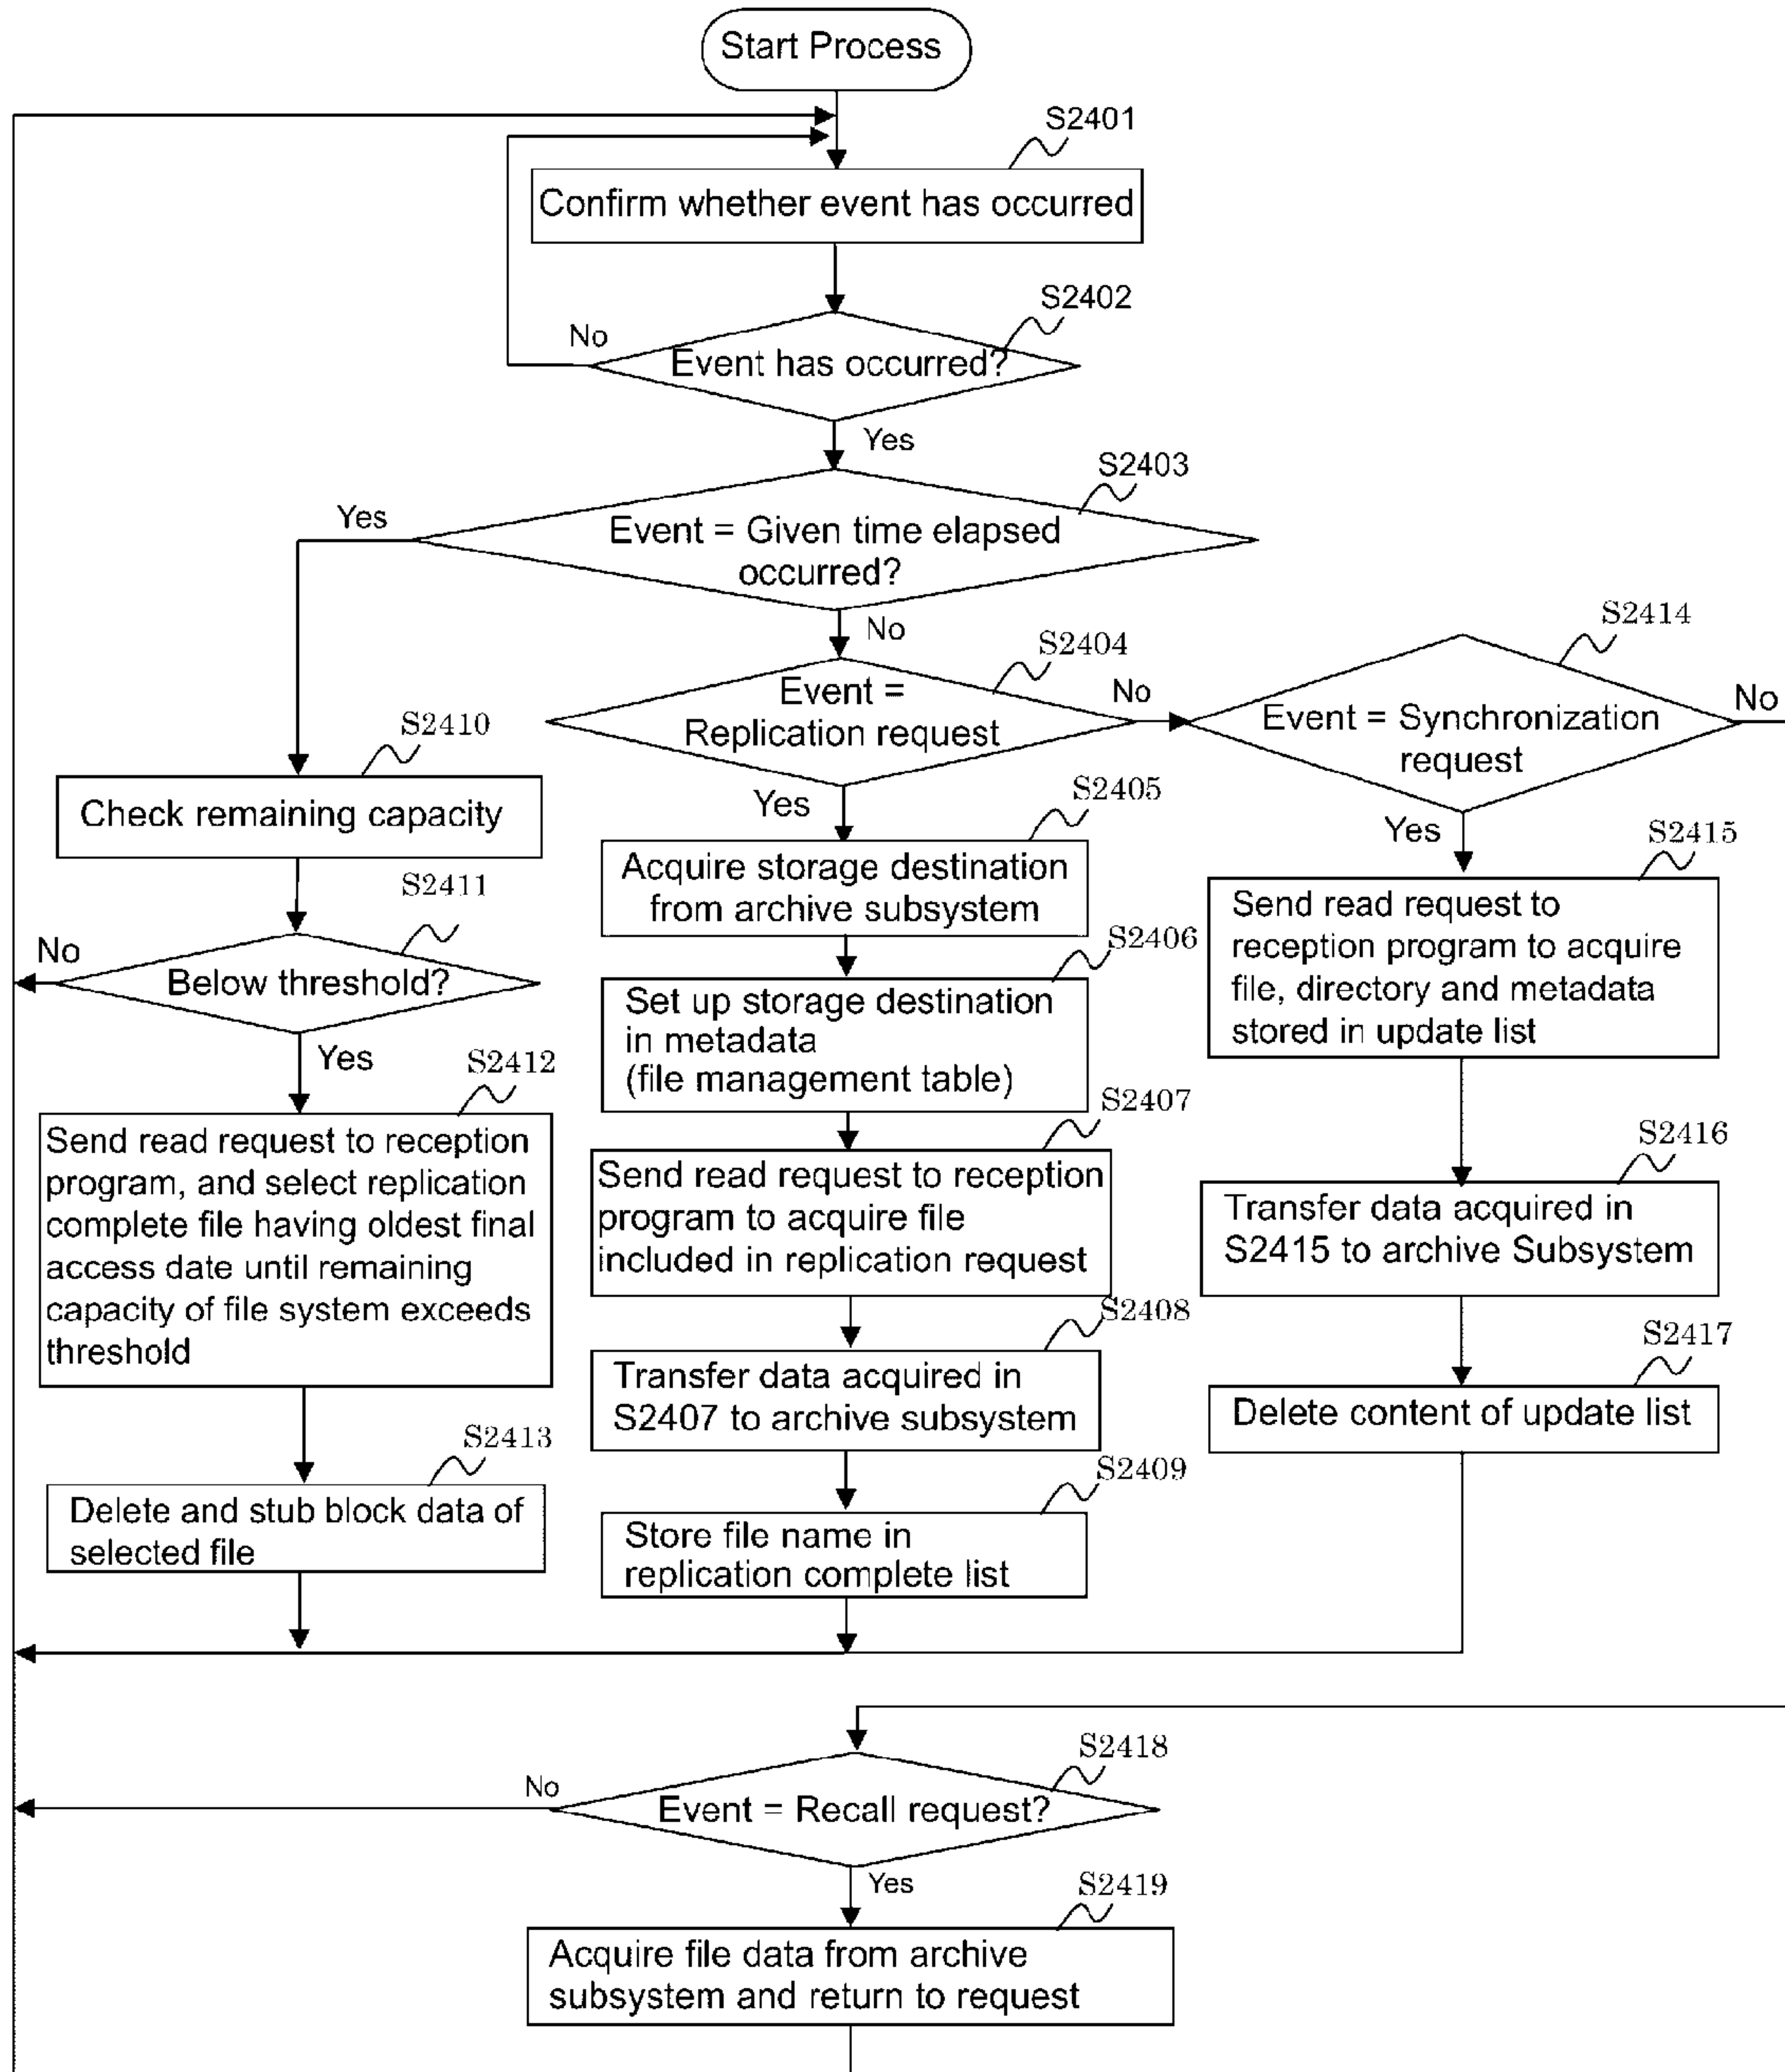 Start Process
S2401
Confirm whether event has occurred
S2402
No
Event has occurred?
Yes
S2403
Yes
Event = Given time elapsed
occurred?
No
S2404
Event =
Replication request
No
S2414
Event = Synchronization
request
No
Yes
S2410
Check remaining capacity
S2411
No
Below threshold?
Yes
S2412
Send read request to reception
program, and select replication
complete file having oldest final
access date until remaining
capacity of file system exceeds
threshold
S2413
Delete and stub block data of
selected file
Yes
S2405
Acquire storage destination
from archive subsystem
S2406
Set up storage destination
in metadata
(file management table)
S2407
Send read request to reception
program to acquire file
included in replication request
S2408
Transfer data acquired in
S2407 to archive subsystem
S2409
Store file name in
replication complete list
S2415
Send read request to
reception program to acquire
file, directory and metadata
stored in update list
S2416
Transfer data acquired in
S2415 to archive Subsystem
S2417
Delete content of update list
S2418
No
Event = Recall request?
Yes
S2419
Acquire file data from archive
subsystem and return to request